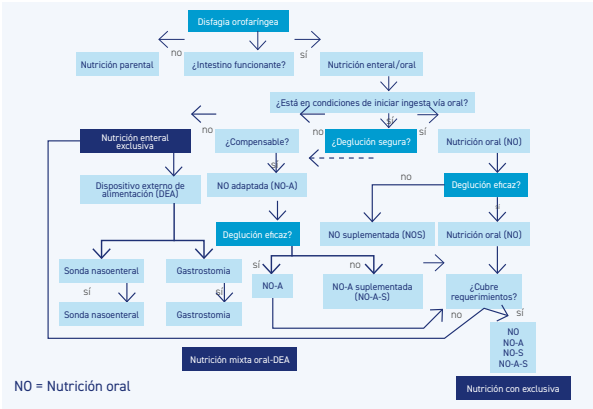 Disfagia orofaríngea
no
sí
Nutrición parental
¿Intestino funcionante?
Nutrición enteral/oral
¿Está en condiciones de iniciar ingesta vía oral?
sí
no
no
sí
Nutrición enteral
exclusiva
¿Compensable?
¿Deglución segura?
Nutrición oral (NO)
sí
no
Dispositivo externo de
alimentación (DEA)
NO adaptada (NO-A)
Deglución eficaz?
sí
Deglución eficaz?
NO suplementada (NOS)
Nutrición oral (NO)
sí
no
Sonda nasoenteral
Gastrostomia
NO-A
NO-A suplementada
(NO-A-S)
¿Cubre
requerimientos?
sí
sí
no
sí
Sonda nasoenteral
Gastrostomia
NO
NO-A
NO-S
NO-A-S
Nutrición mixta oral-DEA
NO = Nutrición oral
Nutrición con exclusiva